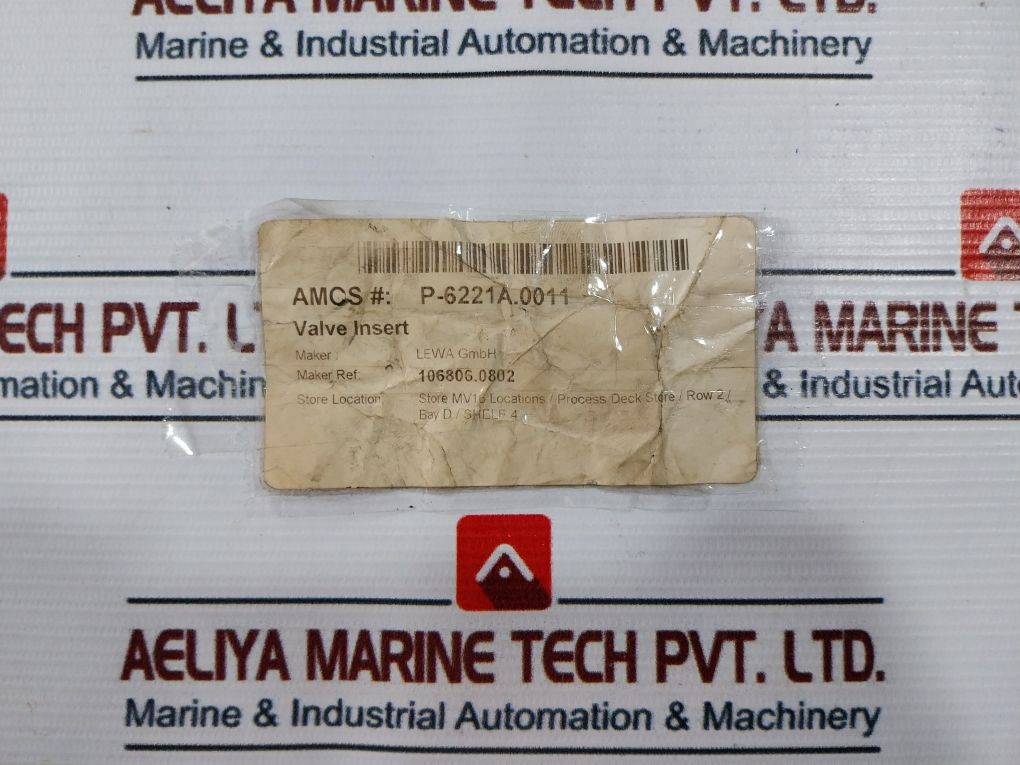 AELIYA MARINE TECH PVT. LTD.
Marine & Industrial Automation & Machinery
AMCS #: P-6221A.0011
Valve Insert
Maker : LEWA GmbH
Maker Ref: 106806.0802
Store Location: Store MV16 Locations / Process Deck Store / Row 2 /
Bay D / SHELF 4
ECH PVT. L
A MARINE T
mation & Machin
& Industrial Aut
AELIYA MARINE TECH PVT. LTD.
Marine & Industrial Automation & Machinery